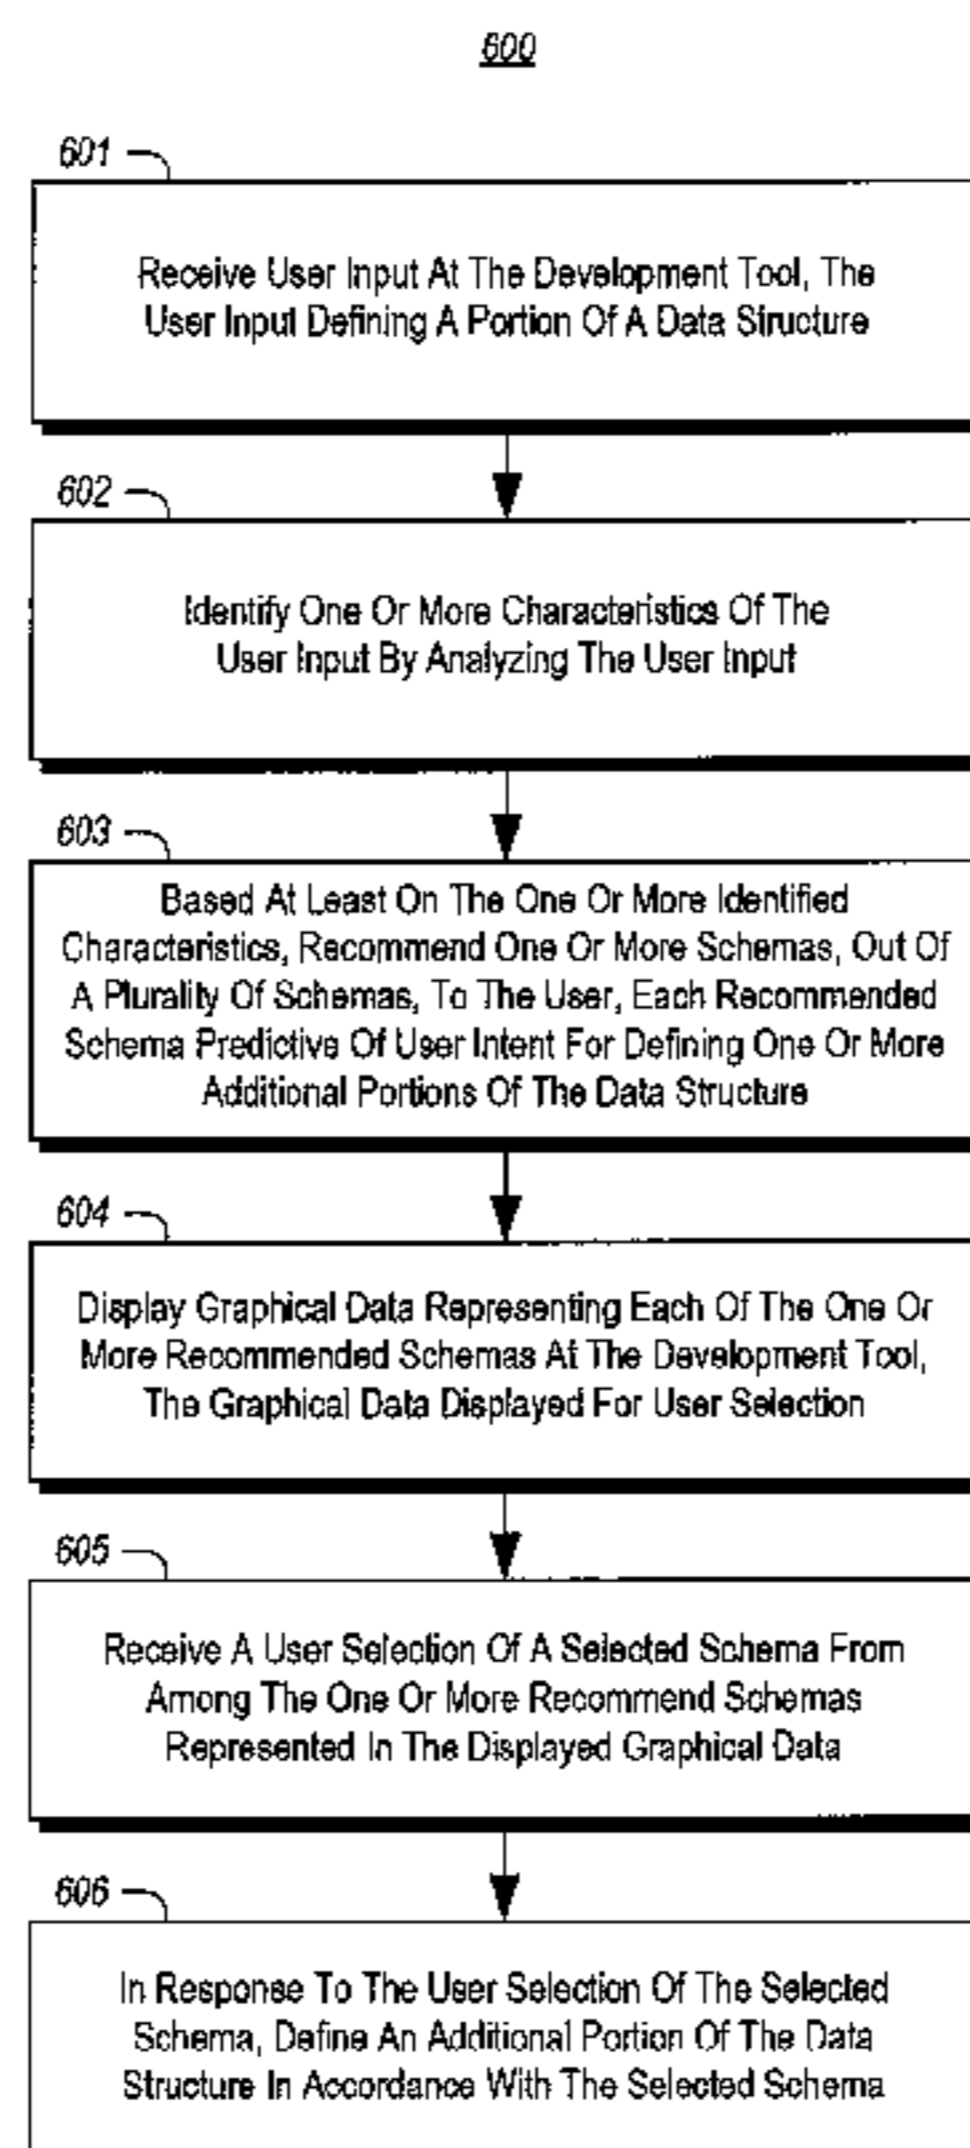 600
601
Receive User Input At The Development Tool, The
User Input Defining A Portion Of A Data Structure
602
Identify One Or More Characteristics Of The
User Input By Analyzing The User Input
603
Based At Least On The One Or More Identified
Characteristics, Recommend One Or More Schemas, Out Of
A Plurality Of Schemas, To The User, Each Recommended
Schema Predictive Of User Intent For Defining One Or More
Additional Portions Of The Data Structure
604
Display Graphical Data Representing Each Of The One Or
More Recommended Schemas At The Development Tool,
The Graphical Data Displayed For User Selection
605
Receive A User Selection Of A Selected Schema From
Among The One Or More Recommend Schemas
Represented In The Displayed Graphical Data
606
In Response To The User Selection Of The Selected
Schema, Define An Additional Portion Of The Data
Structure In Accordance With The Selected Schema